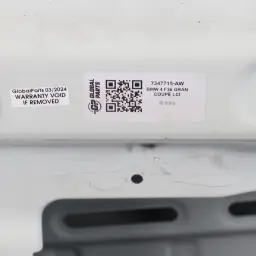 GlobalParts 03/2024
WARRANTY VOID
IF REMOVED
GLOBAL
PARTS
7347715-AW
BMW 4 F36 GRAN
COUPE LCI